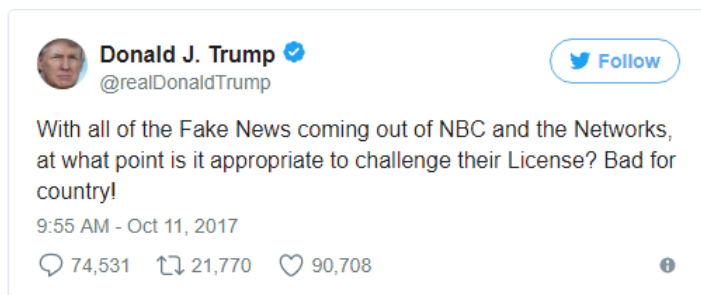 Donald J. Trump
@realDonaldTrump
Follow
With all of the Fake News coming out of NBC and the Networks,
at what point is it appropriate to challenge their License? Bad for
country!
9:55 AM - Oct 11, 2017
74,531 21,770 90,708